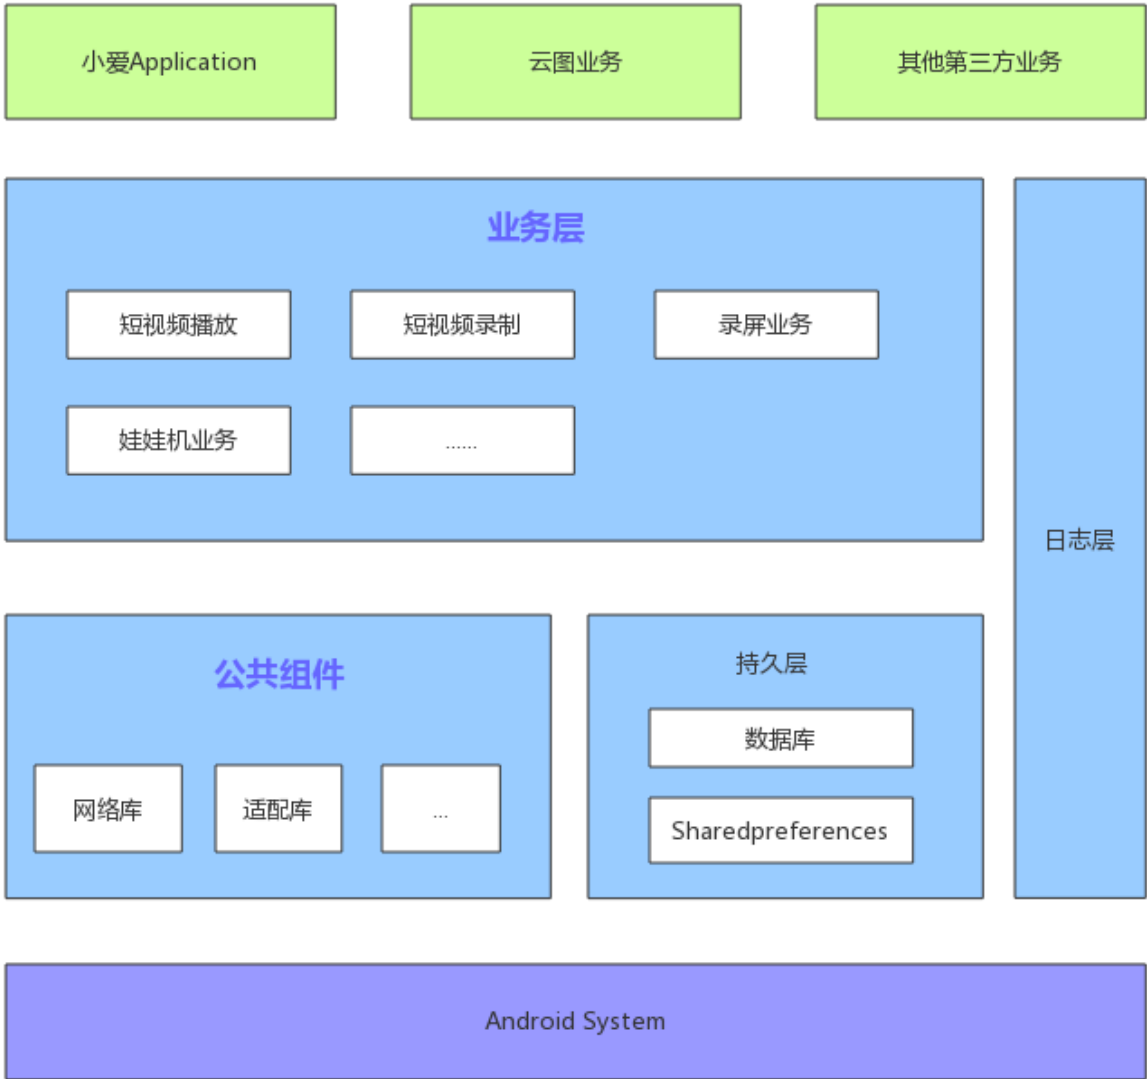 小爱Application
云图业务
其他第三方业务
业务层
短视频播放
短视频录制
录屏业务
娃娃机业务
......
日志层
公共组件
网络库
适配库
...
持久层
数据库
Sharedpreferences
Android System